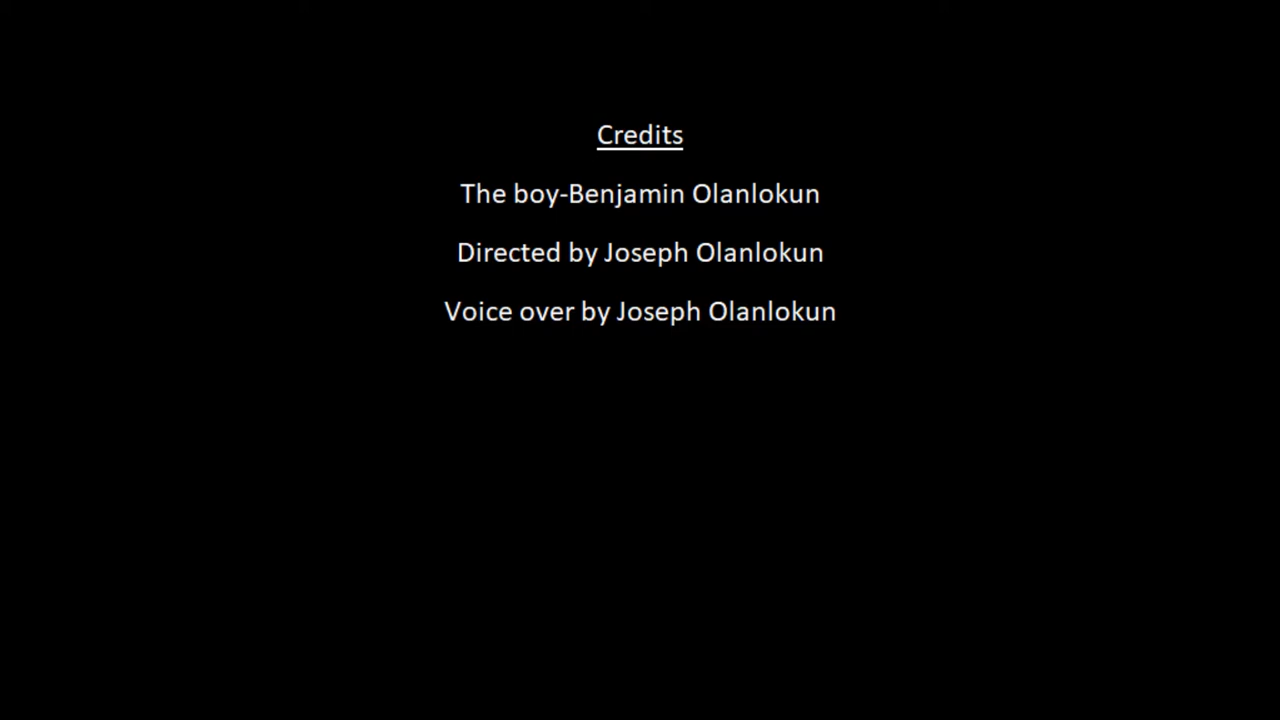 Credits
The boy-Benjamin Olanlokun
Directed by Joseph Olanlokun
Voice over by Joseph Olanlokun